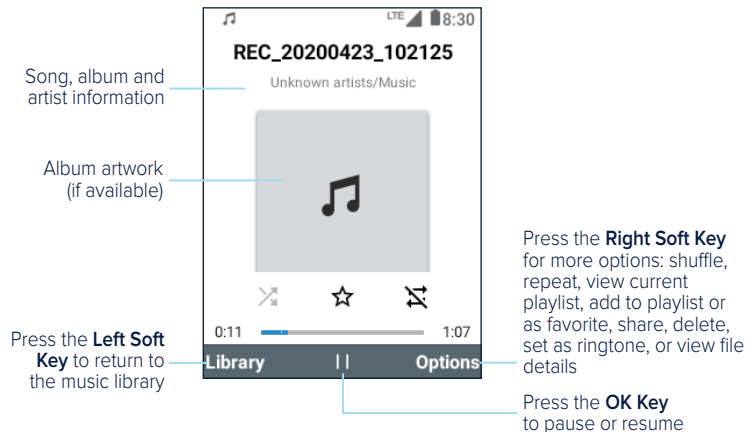 LTE 8:30
REC_20200423_102125
Unknown artists/Music
Song, album and
artist information
Album artwork
(if available)
0:11 1:07
Library Options
Press the Left Soft
Key to return to
the music library
Press the Right Soft Key
for more options: shuffle,
repeat, view current
playlist, add to playlist or
as favorite, share, delete,
set as ringtone, or view file
details
Press the OK Key
to pause or resume